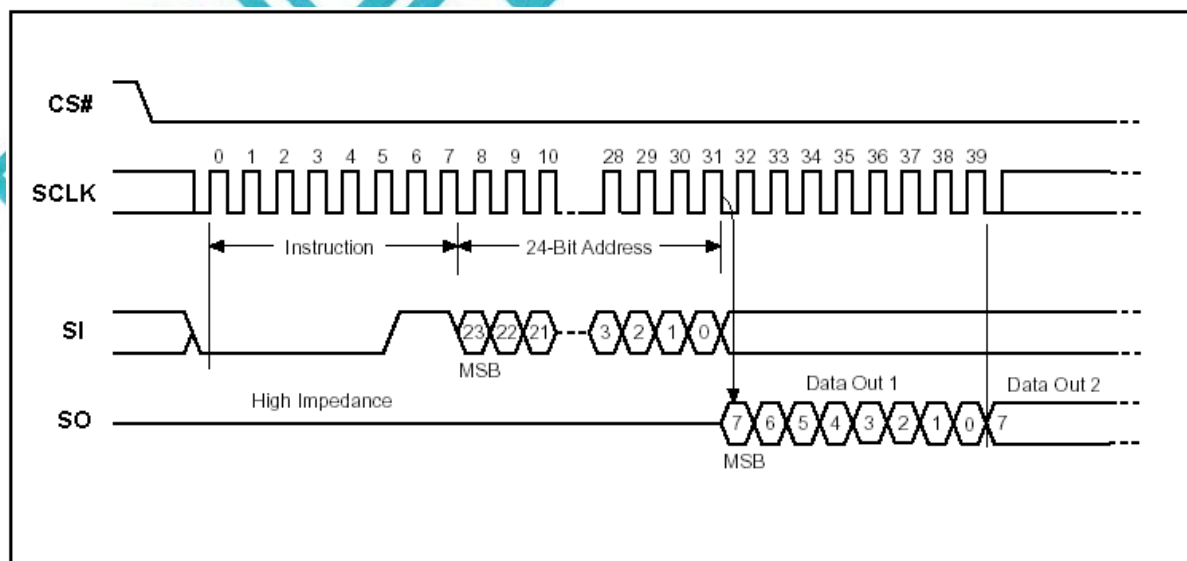 CS#
0 1 2 3 4 5 6 7 8 9 10 28 29 30 31 32 33 34 35 36 37 38 39
SCLK
Instruction 24-Bit Address
SI 23 22 21 3 2 1 0
MSB
High Impedance Data Out 1 Data Out 2
SO 7 6 5 4 3 2 1 0 7
MSB